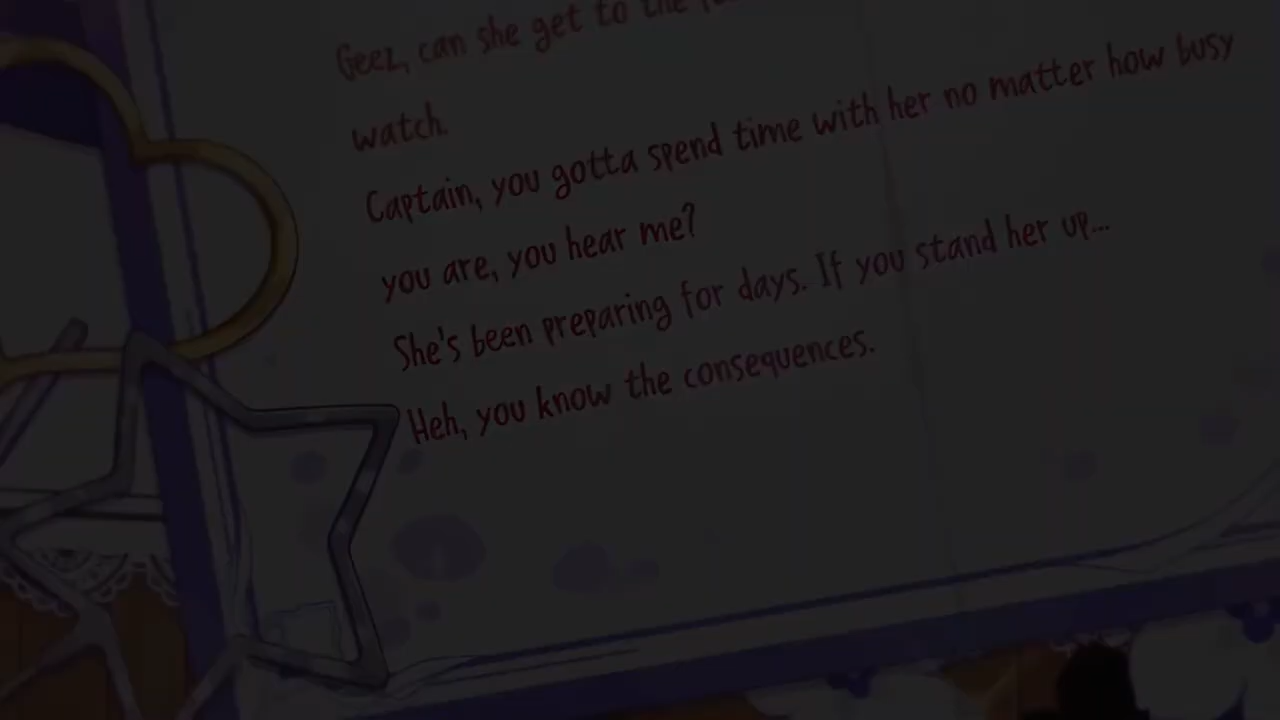 Geez, can she get to the
watch.
Captain, you gotta spend time with her no matter how busy
you are, you hear me?
She's been preparing for days. If you stand her up...
Heh, you know the consequences.